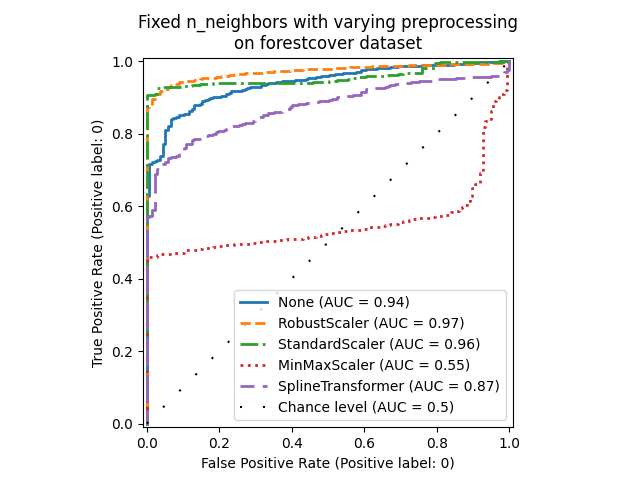 Fixed n_neighbors with varying preprocessing
on forestcover dataset
True Positive Rate (Positive label: 0)
1.0
0.8
0.6
0.4
0.2
0.0
None (AUC = 0.94)
RobustScaler (AUC = 0.97)
StandardScaler (AUC = 0.96)
MinMaxScaler (AUC = 0.55)
SplineTransformer (AUC = 0.87)
Chance level (AUC = 0.5)
0.0 0.2 0.4 0.6 0.8 1.0
False Positive Rate (Positive label: 0)